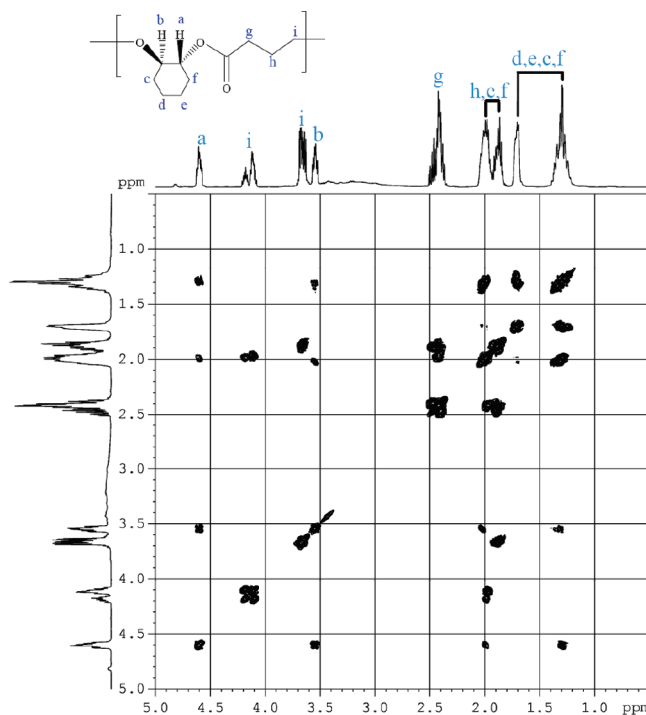 b a
i
g
O
O
h
c f
O
d e
d,e,c,f
g
h,c,f
i
a i b
ppm
1.0
1.5
2.0
2.5
3.0
3.5
4.0
4.5
5.0
5.0 4.5 4.0 3.5 3.0 2.5 2.0 1.5 1.0 ppm
H H